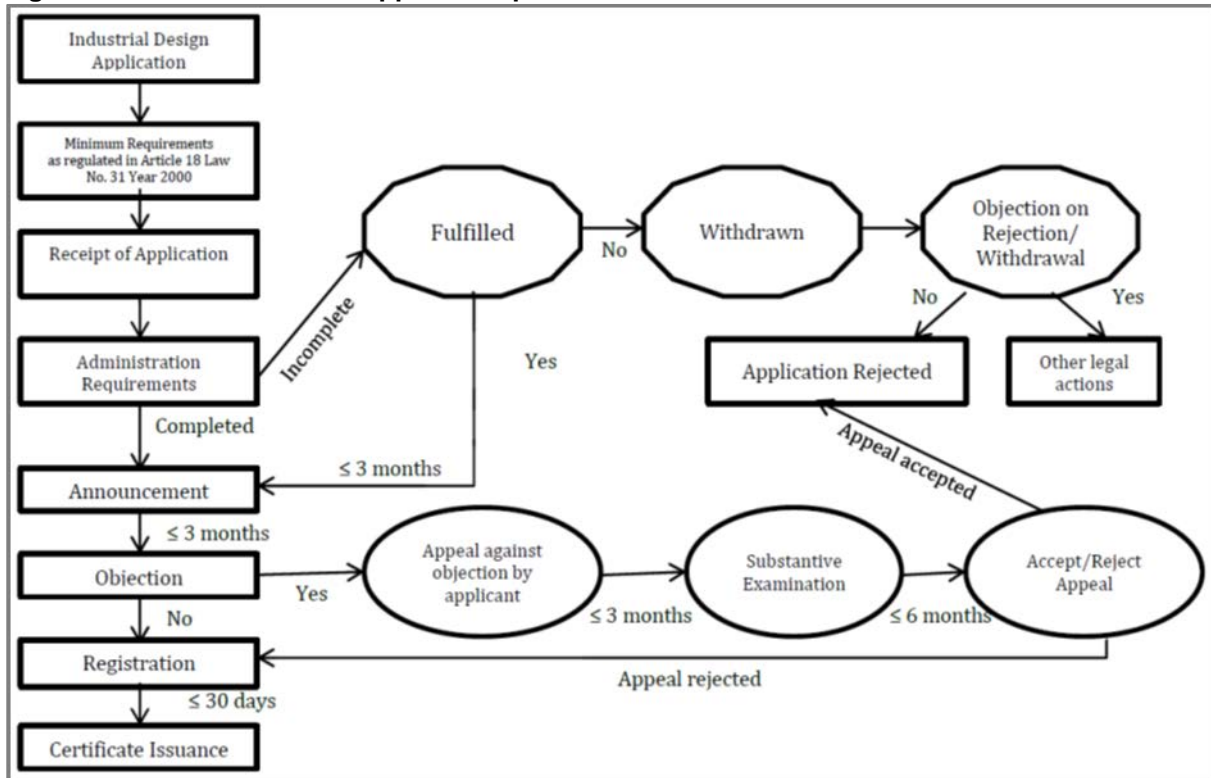 Industrial Design
Application
Minimum Requirements
as regulated in Article 18 Law
No. 31 Year 2000
Receipt of Application
Administration
Requirements
Incomplete
Fulfilled
No
Withdrawn
Objection on
Rejection/
Withdrawal
No
Yes
Application Rejected
Other legal
actions
Yes
Completed
≤ 3 months
Announcement
≤ 3 months
Appeal accepted
Objection
Yes
Appeal against
objection by
applicant
≤ 3 months
Substantive
Examination
≤ 6 months
Accept/Reject
Appeal
No
Registration
Appeal rejected
≤ 30 days
Certificate Issuance